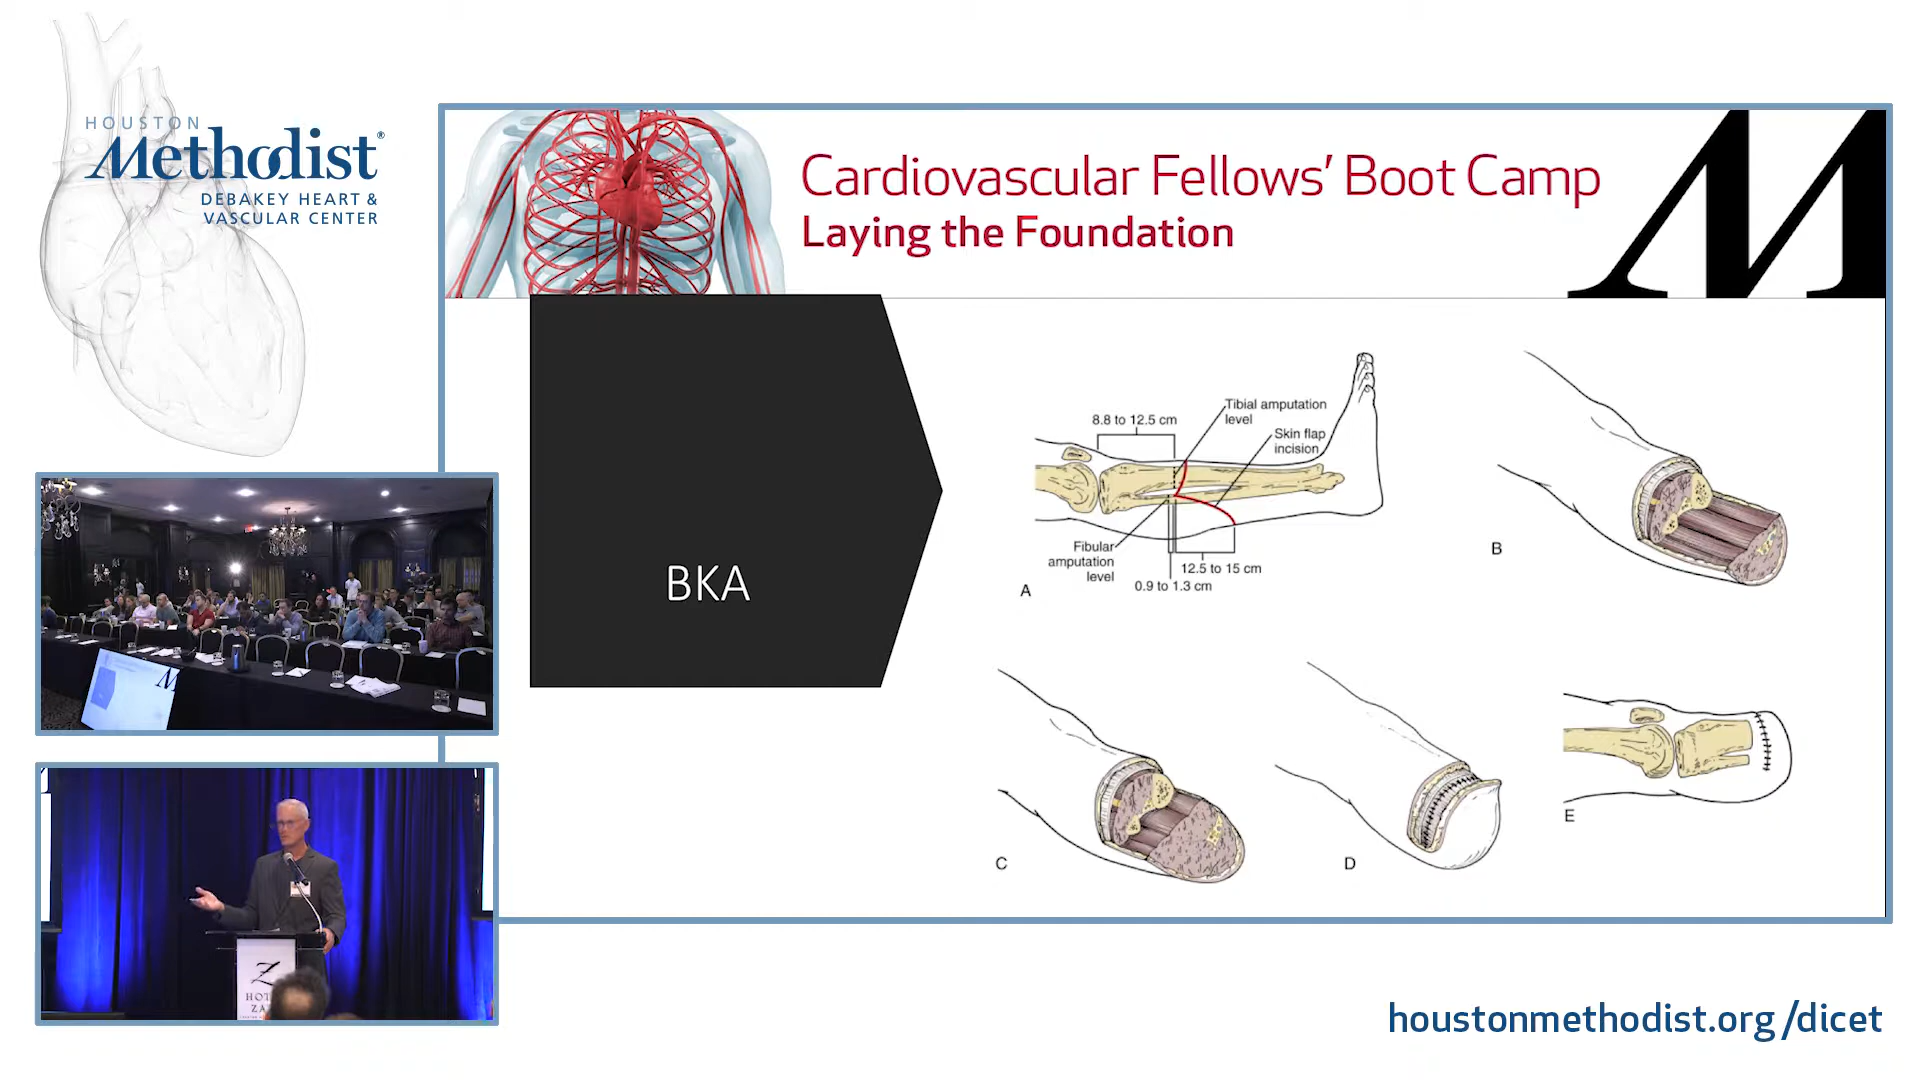 HOUSTON
Methodist®
DEBAKEY HEART &
VASCULAR CENTER
Cardiovascular Fellows’ Boot Camp
Laying the Foundation
M
BKA
8.8 to 12.5 cm
Tibial amputation
level
Skin flap
incision
Fibular
amputation
level
12.5 to 15 cm
0.9 to 1.3 cm
A
B
C
D
E
M
Z
HOT
ZA
houstonmethodist.org/dicet